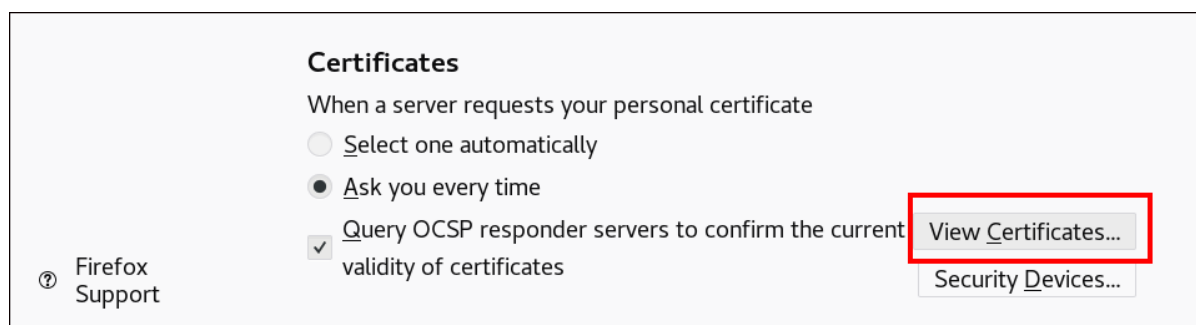 Certificates
When a server requests your personal certificate
Select one automatically
Ask you every time
Query OCSP responder servers to confirm the current
validity of certificates
View Certificates...
Security Devices...
Firefox
Support